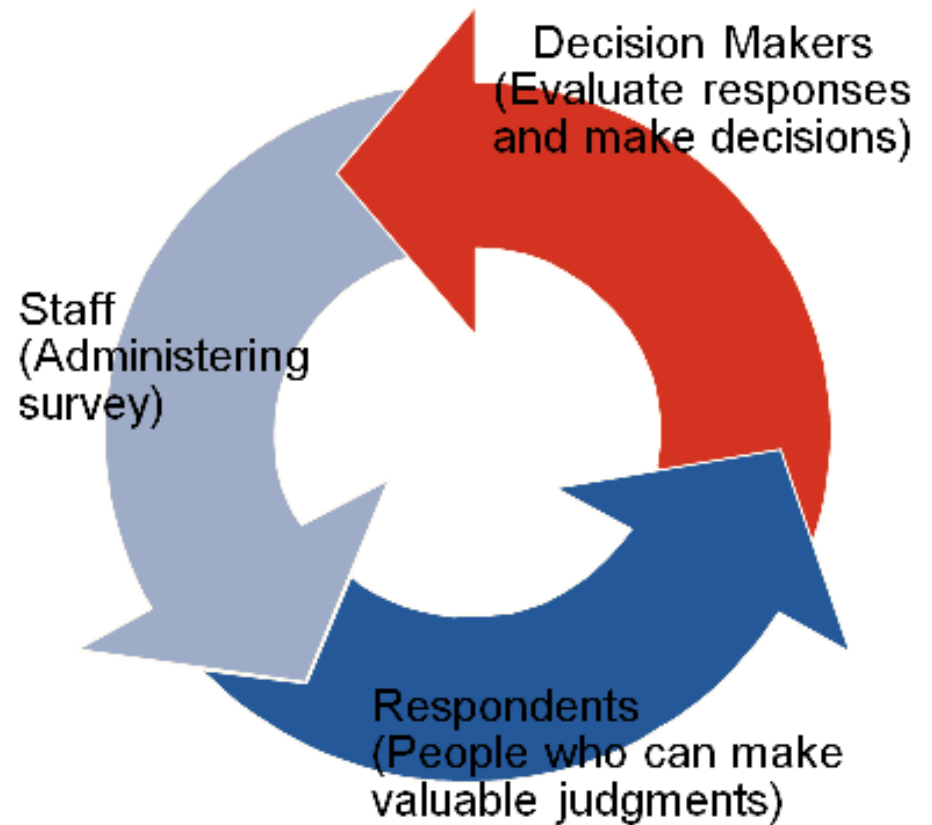 Decision Makers
(Evaluate responses
and make decisions)
Staff
(Administering
survey)
Respondents
(People who can make
valuable judgments)